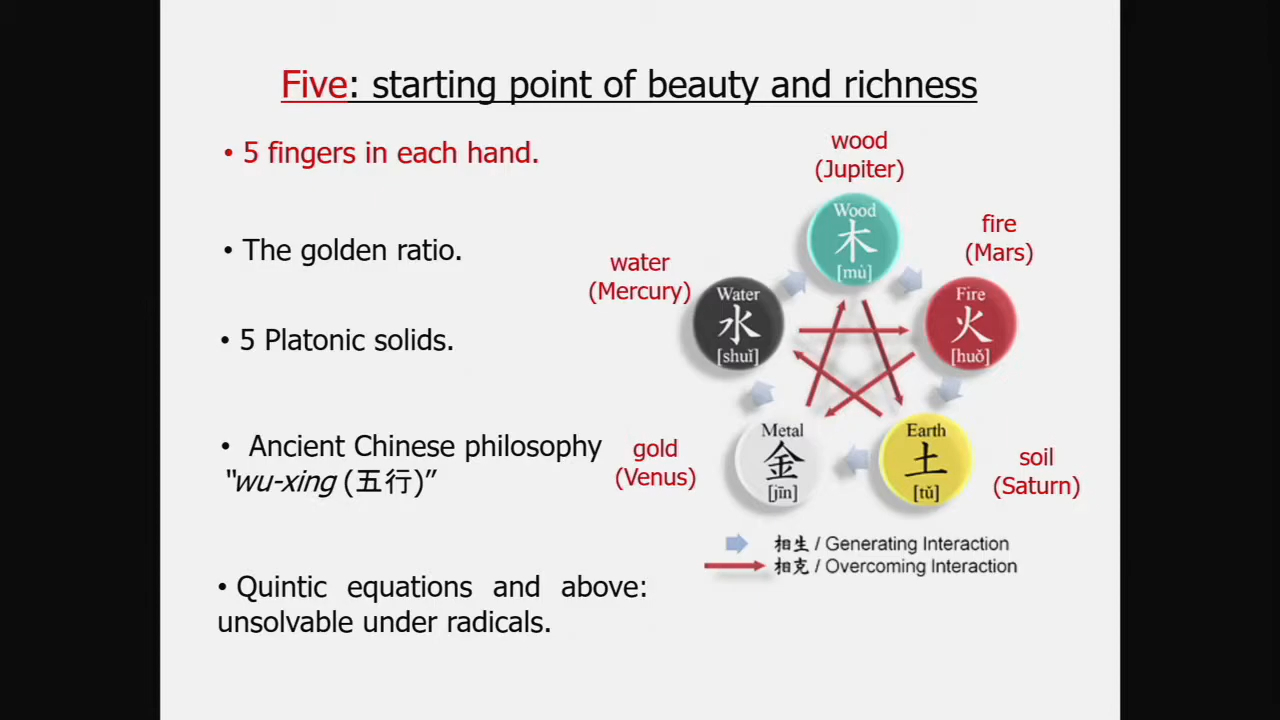 Five: starting point of beauty and richness
• 5 fingers in each hand.
• The golden ratio.
• 5 Platonic solids.
• Ancient Chinese philosophy
“wu-xing (五行)”
• Quintic equations and above:
unsolvable under radicals.
wood
(Jupiter)
Wood
木
[mù]
fire
(Mars)
Fire
火
[huǒ]
water
(Mercury)
Water
水
[shuǐ]
gold
(Venus)
Metal
金
[jīn]
Earth
土
[tǔ]
soil
(Saturn)
相生 / Generating Interaction
相克 / Overcoming Interaction